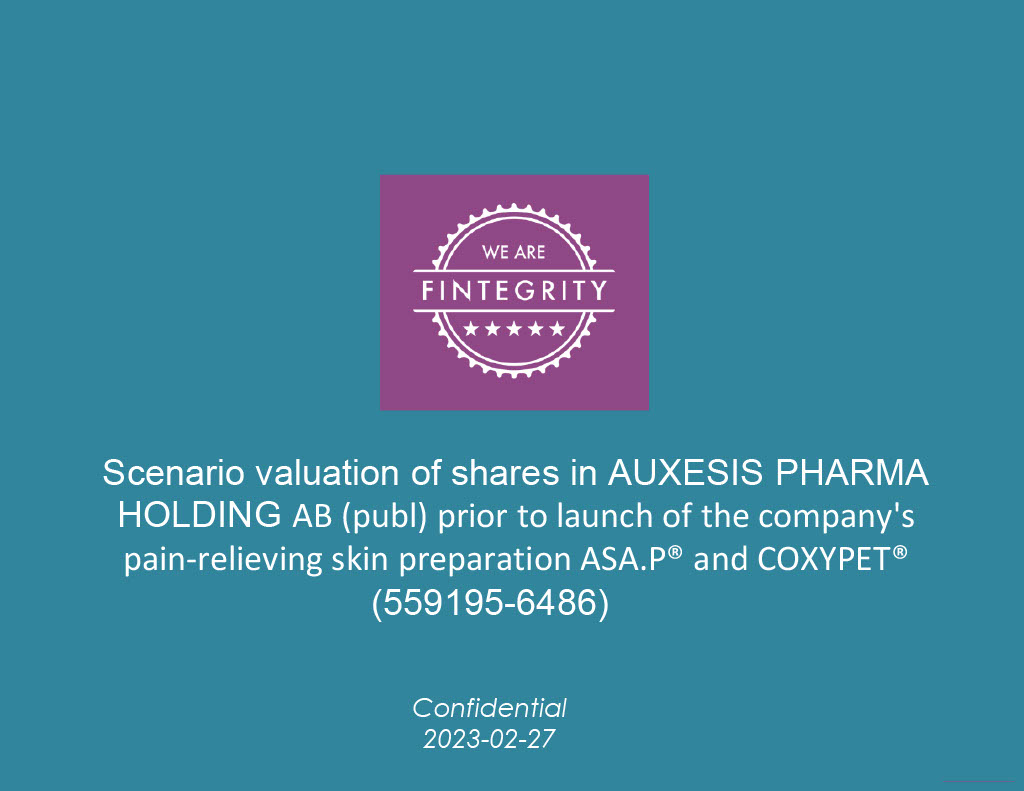 WE ARE
FINTEGRITY
Scenario valuation of shares in AUXESIS PHARMA
HOLDING AB (publ) prior to launch of the company's
pain-relieving skin preparation ASA.P® and COXYPET®
(559195-6486)
Confidential
2023-02-27